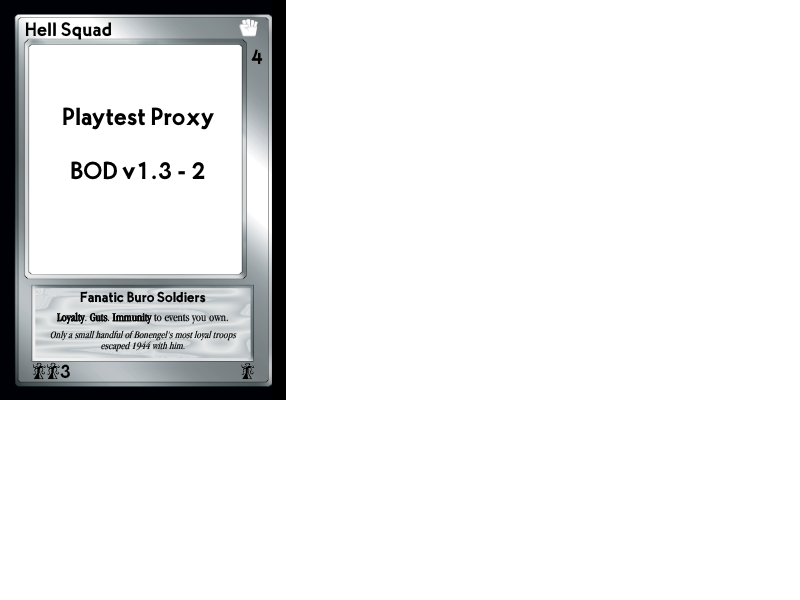 Hell Squad
4
Playtest Proxy
BOD v1.3 - 2
Fanatic Buro Soldiers
Loyalty. Guts. Immunity to events you own.
Only a small handful of Bonengel's most loyal troops
escaped 1944 with him.
3